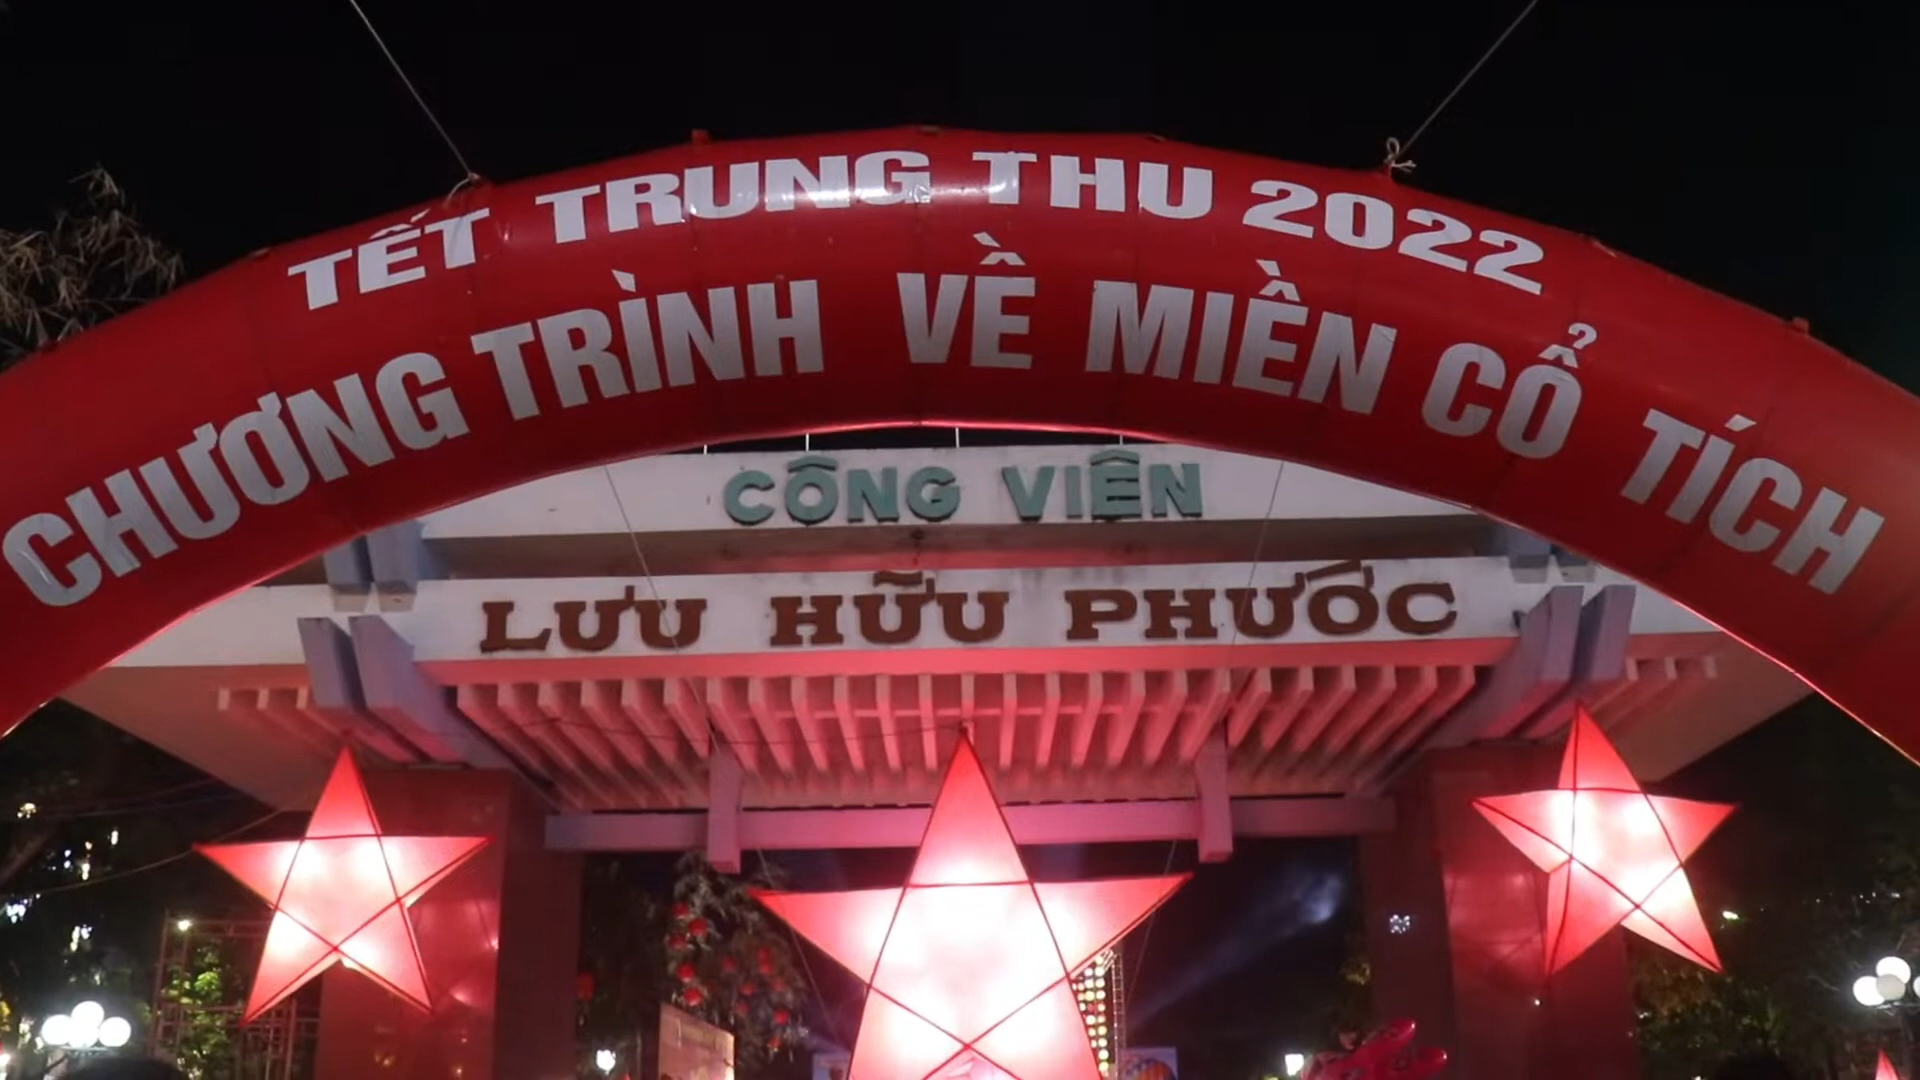 TẾT TRUNG THU 2022
CHƯƠNG TRÌNH VỀ MIỀN CỔ TÍCH
CÔNG VIÊN
LƯU HỮU PHƯỚC